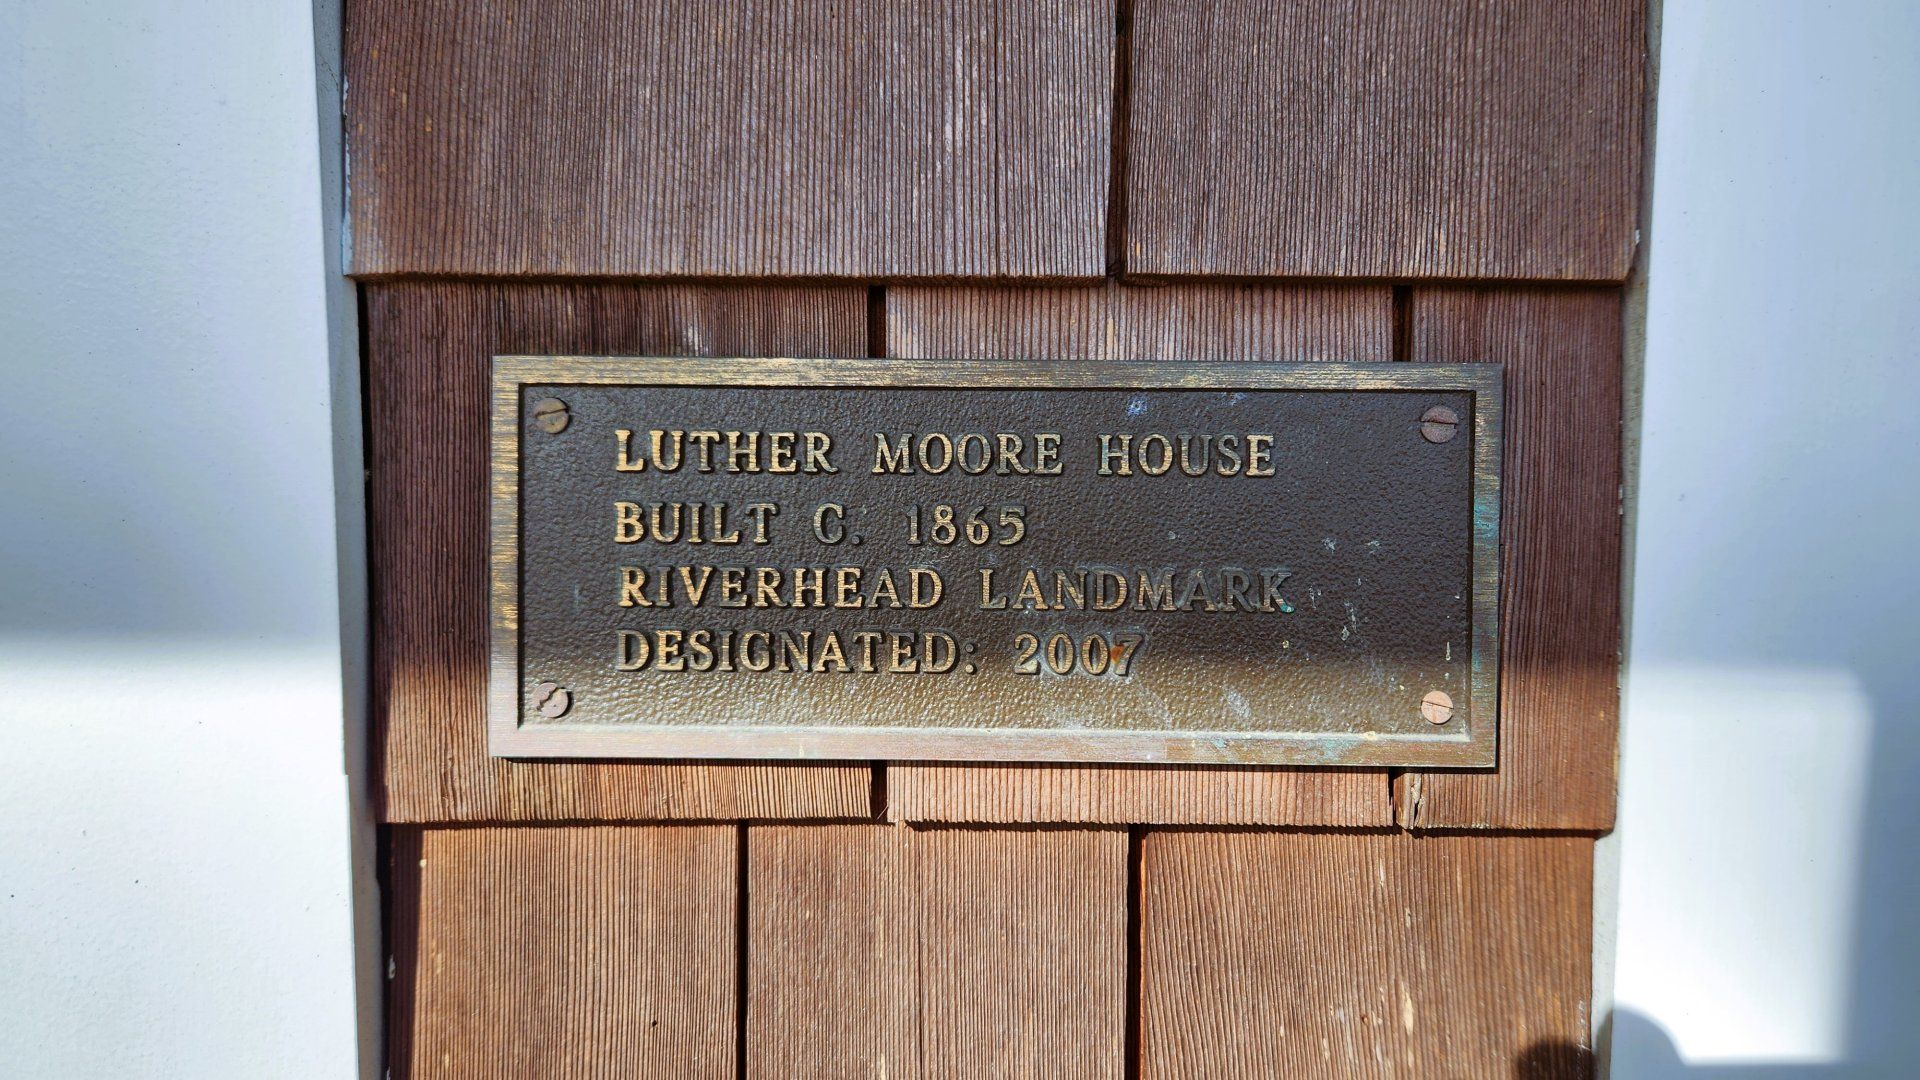 LUTHER MOORE HOUSE
BUILT C. 1865
RIVERHEAD LANDMARK
DESIGNATED: 2007